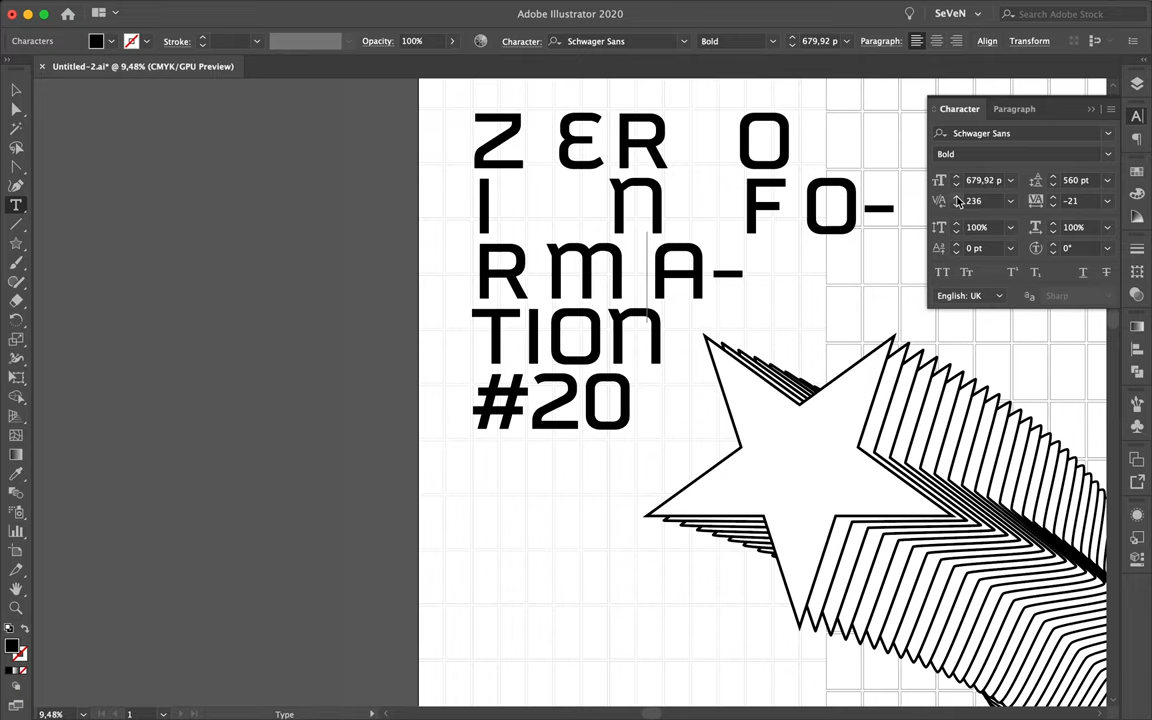 Adobe Illustrator 2020
SeVeN
Search Adobe Stock
Characters
Stroke:
Opacity:
100%
Character:
Schwager Sans
Bold
679,92 p
Paragraph:
Align
Transform
× Untitled-2.ai* @ 9,48% (CMYK/GPU Preview)
ZER O
I n FO-
RMA-
TION
#20
Character
Paragraph
Schwager Sans
Bold
679,92 p
560 pt
236
-21
100%
100%
0 pt
0°
English: UK
Sharp
9,48%
1
Type